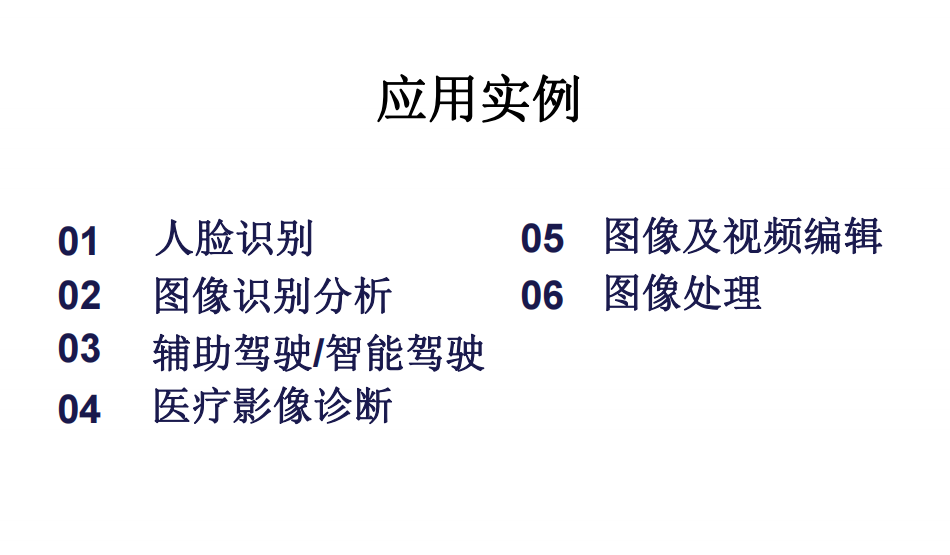 应用实例
01 人脸识别
02 图像识别分析
03 辅助驾驶/智能驾驶
04 医疗影像诊断
05 图像及视频编辑
06 图像处理